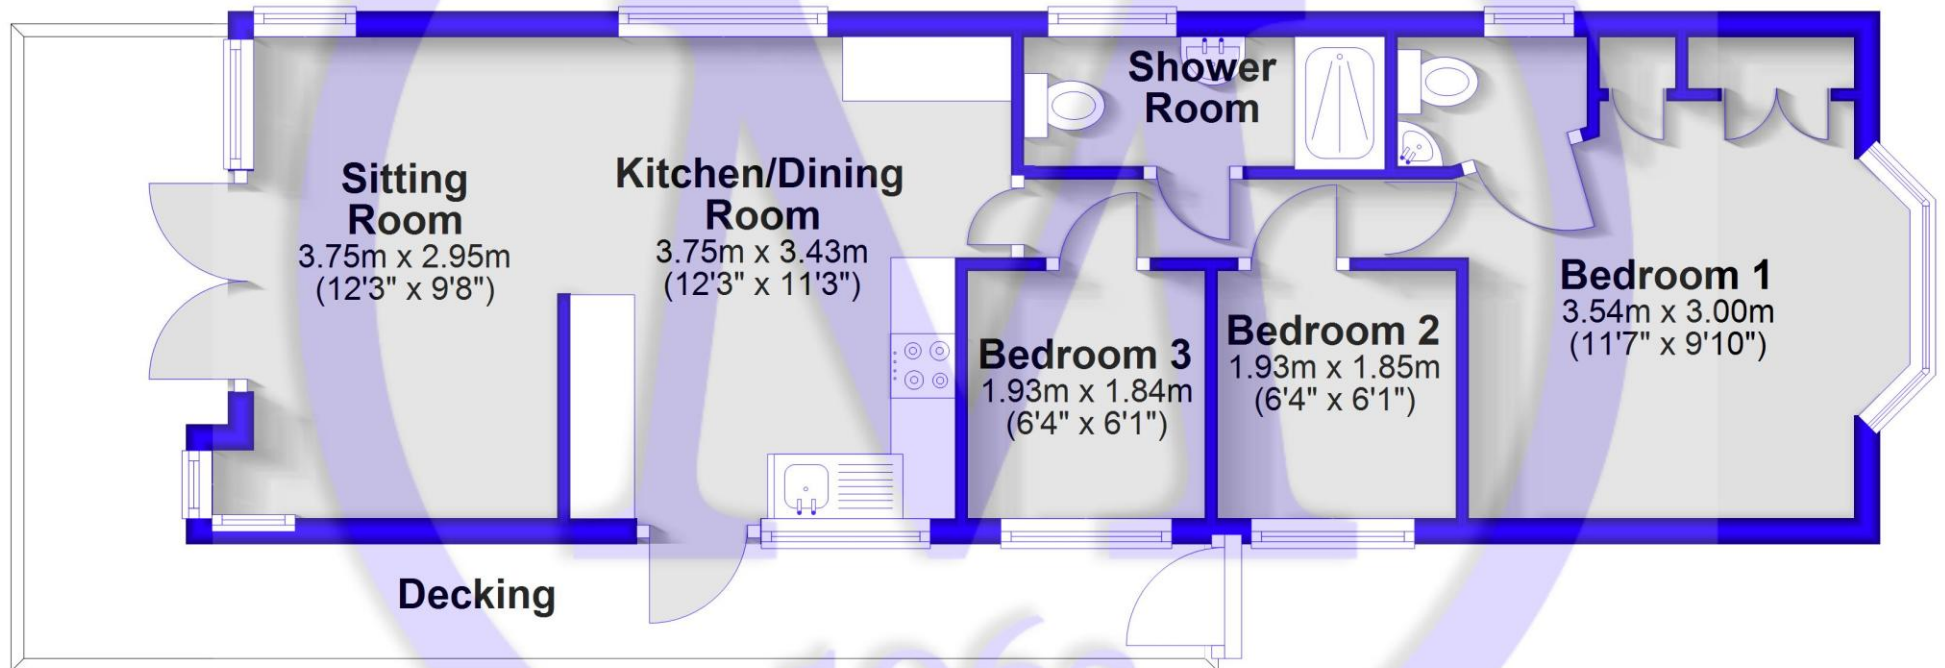 Sitting
Room
3.75m x 2.95m
(12'3" x 9'8")
Kitchen/Dining
Room
3.75m x 3.43m
(12'3" x 11'3")
Shower
Room
Bedroom 3
1.93m x 1.84m
(6'4" x 6'1")
Bedroom 2
1.93m x 1.85m
(6'4" x 6'1")
Bedroom 1
3.54m x 3.00m
(11'7" x 9'10")
Decking